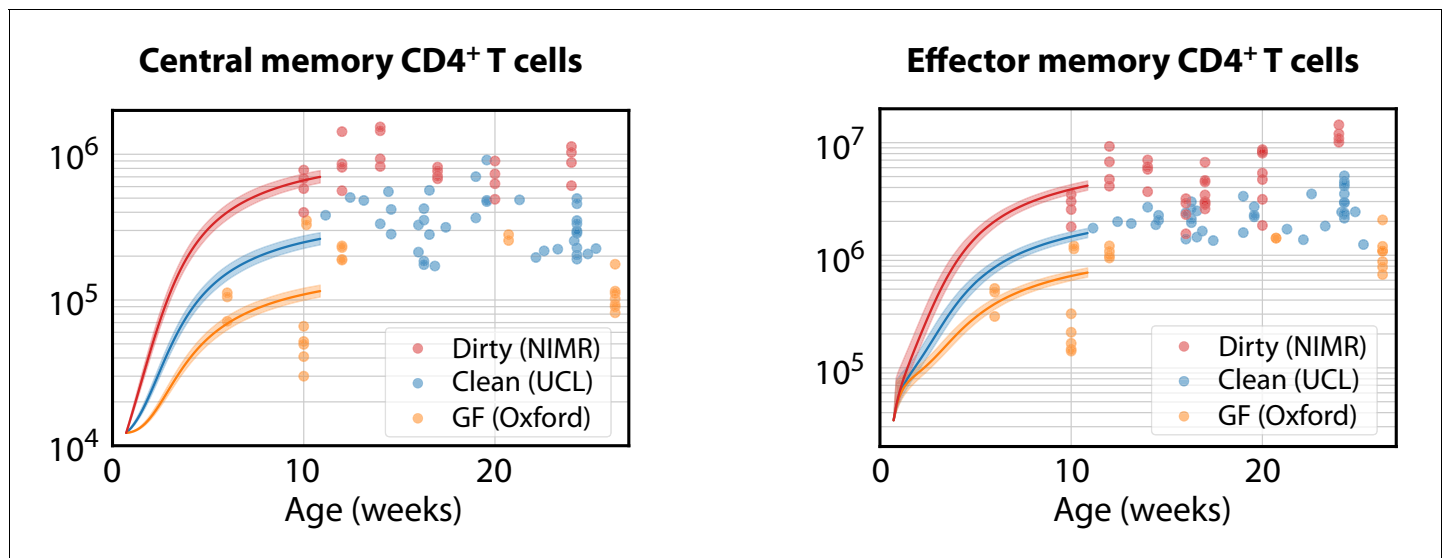 Central memory CD4⁺ T cells
10⁶
10⁵
10⁴
0
10
20
Age (weeks)
Dirty (NIMR)
Clean (UCL)
GF (Oxford)
Effector memory CD4⁺ T cells
10⁷
10⁶
10⁵
0
10
20
Age (weeks)
Dirty (NIMR)
Clean (UCL)
GF (Oxford)